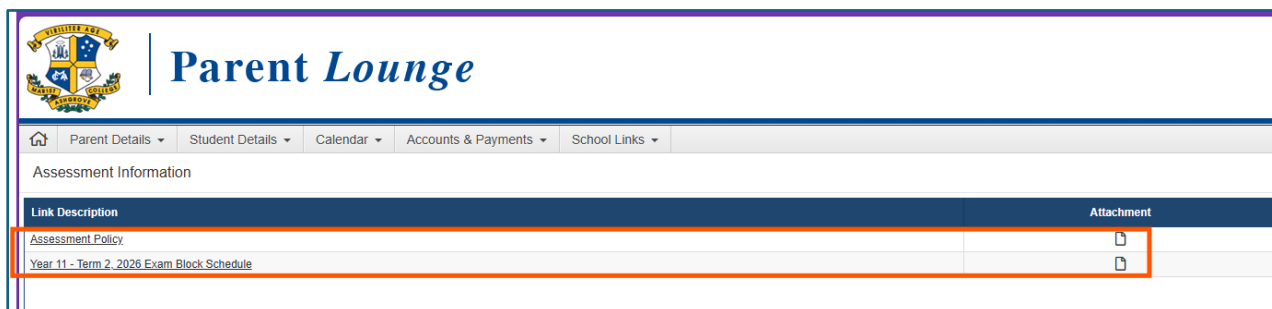 VIRILITER AGE
MARIST COLLEGE
ASHGROVE
Parent Lounge
Parent Details Student Details Calendar Accounts & Payments School Links
Assessment Information
Link Description Attachment
Assessment Policy
Year 11 - Term 2, 2026 Exam Block Schedule